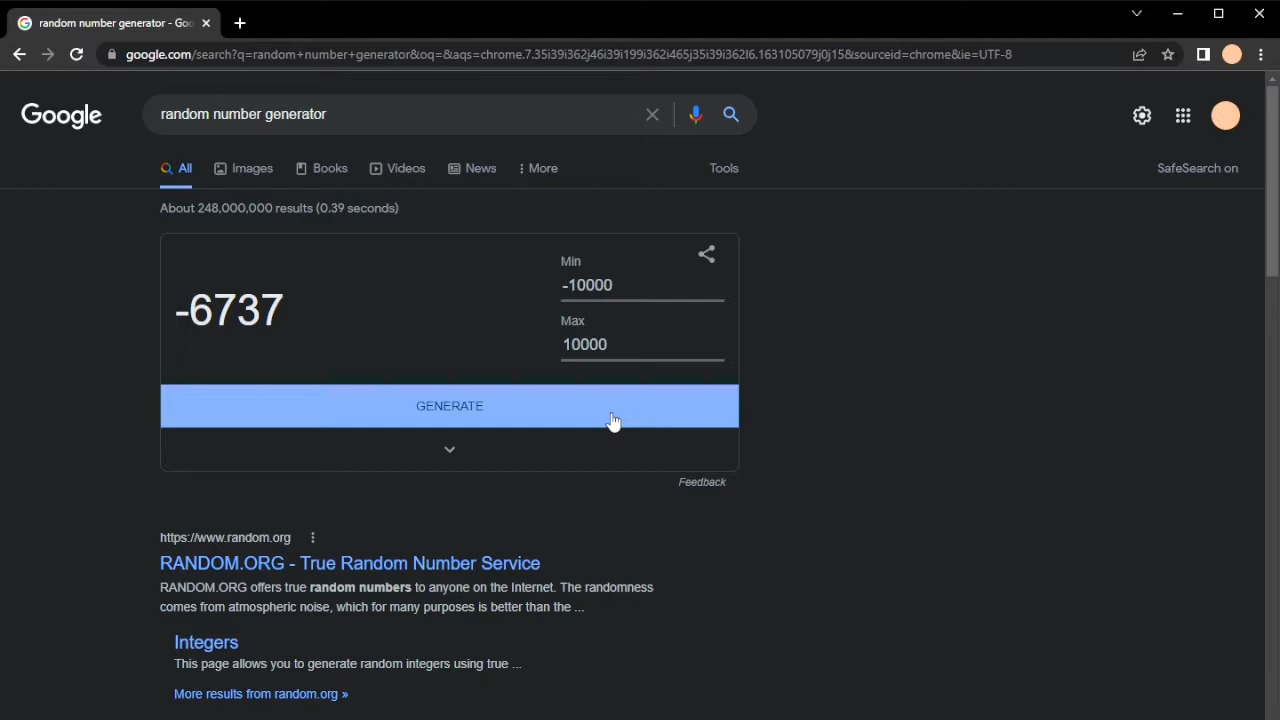 random number generator - Goo
google.com/search?q=random+number+generator&oq=&aqs=chrome.7.35i39i362j46i39i199i362i465j35i39i362l6.163105079j0j15&sourceid=chrome&ie=UTF-8
Google
random number generator
All Images Books Videos News More Tools SafeSearch on
About 248,000,000 results (0.39 seconds)
Min
-10000
-6737
Max
10000
GENERATE
Feedback
https://www.random.org
RANDOM.ORG - True Random Number Service
RANDOM.ORG offers true random numbers to anyone on the Internet. The randomness
comes from atmospheric noise, which for many purposes is better than the ...
Integers
This page allows you to generate random integers using true ...
More results from random.org »